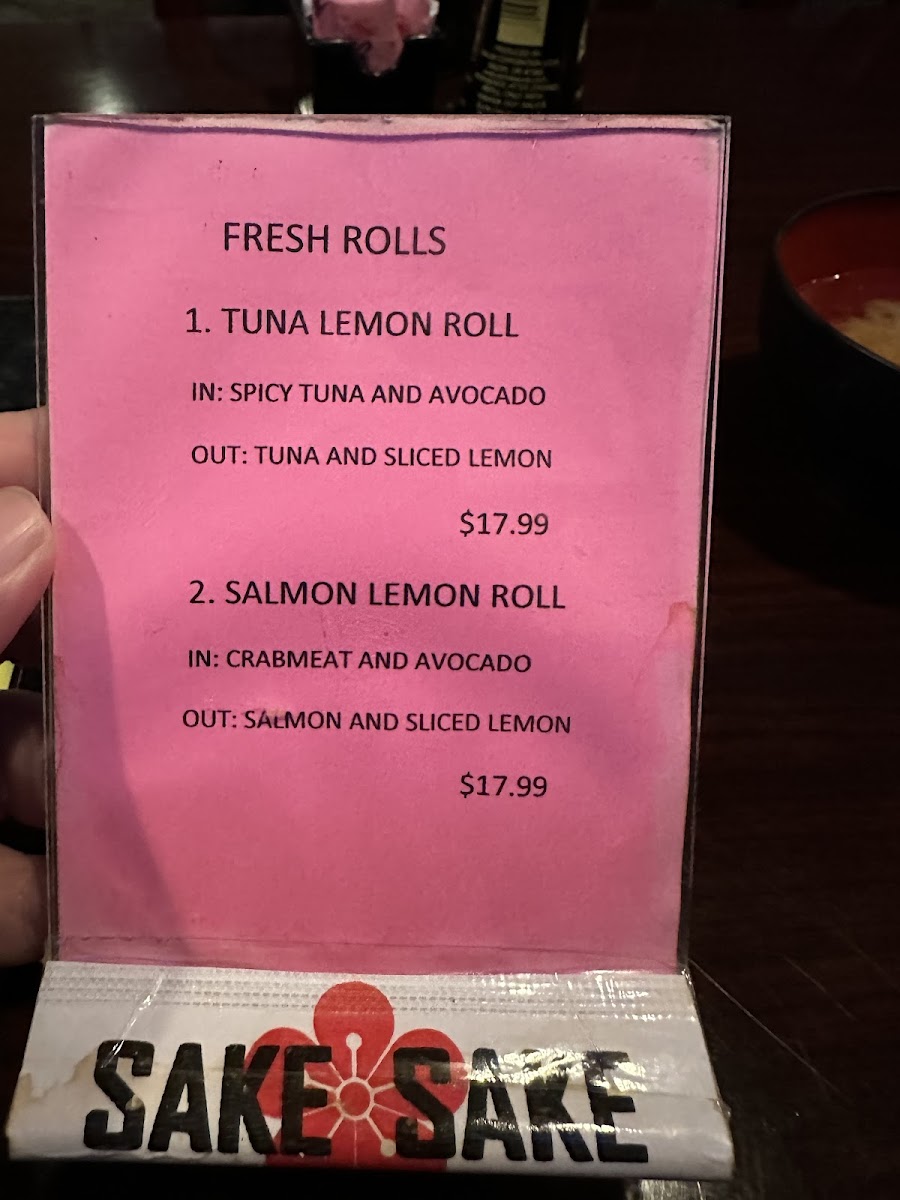 FRESH ROLLS
1. TUNA LEMON ROLL
IN: SPICY TUNA AND AVOCADO
OUT: TUNA AND SLICED LEMON
$17.99
2. SALMON LEMON ROLL
IN: CRABMEAT AND AVOCADO
OUT: SALMON AND SLICED LEMON
$17.99
SAKE SAKE